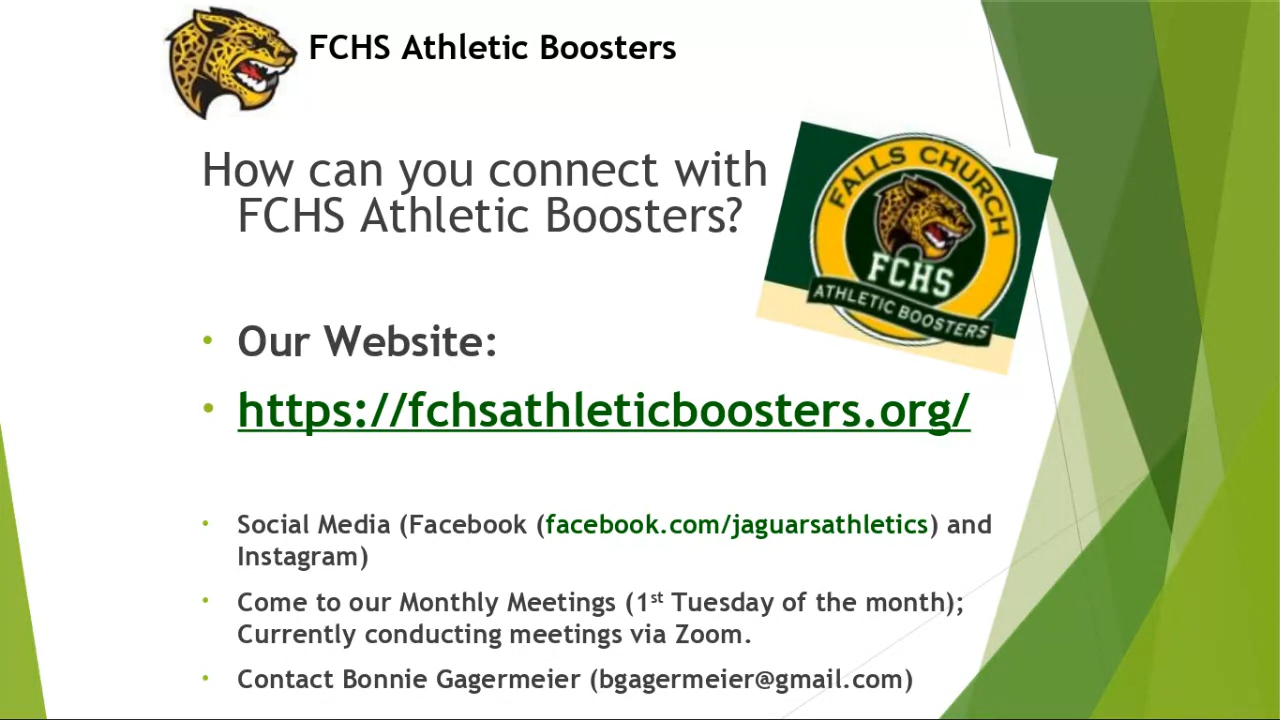 FCHS Athletic Boosters
How can you connect with
FCHS Athletic Boosters?
FALLS CHURCH
FCHS
ATHLETIC BOOSTERS
• Our Website:
• https://fchsathleticboosters.org/
• Social Media (Facebook (facebook.com/jaguarsathletics) and
Instagram)
• Come to our Monthly Meetings (1st Tuesday of the month);
Currently conducting meetings via Zoom.
• Contact Bonnie Gagermeier (bgagermeier@gmail.com)